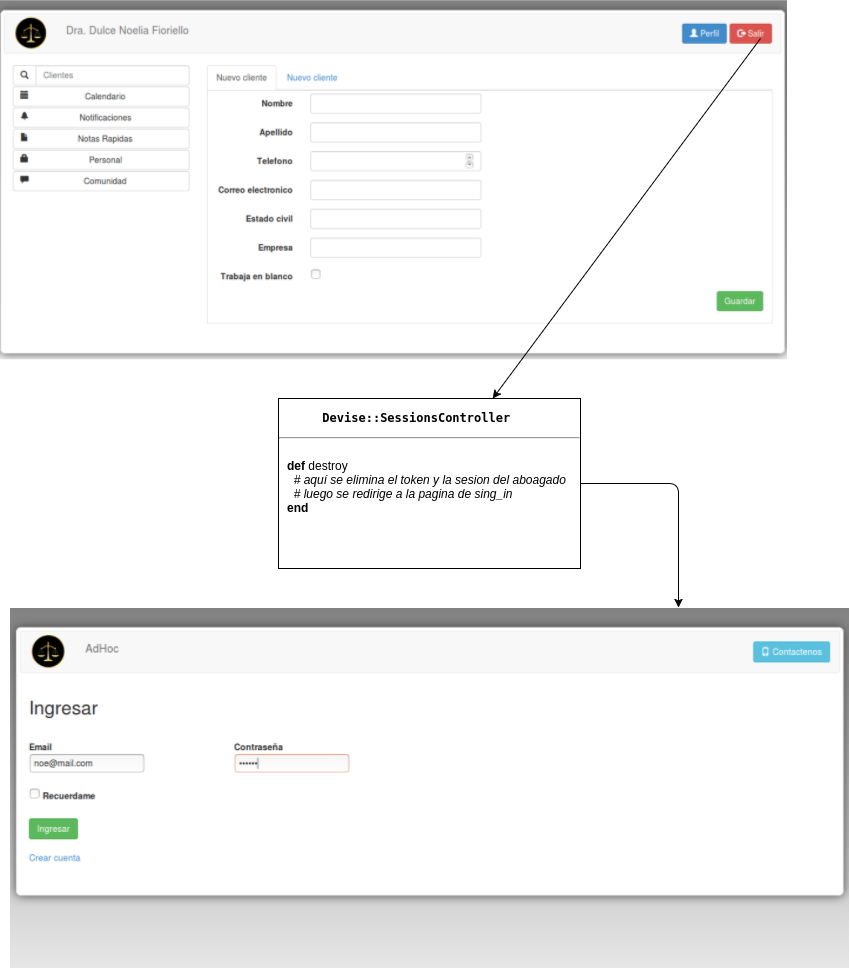 Dra. Dulce Noelia Fioriello
Perfil
Salir
Clientes
Calendario
Notificaciones
Notas Rapidas
Personal
Comunidad
Nuevo cliente
Nuevo cliente
Nombre
Apellido
Telefono
Correo electronico
Estado civil
Empresa
Trabaja en blanco
Guardar
Devise::SessionsController
def destroy
# aquí se elimina el token y la sesion del aboagado
# luego se redirige a la pagina de sing_in
end
AdHoc
Contactenos
Ingresar
Email
Contraseña
noe@mail.com
••••••
Recuerdame
Ingresar
Crear cuenta